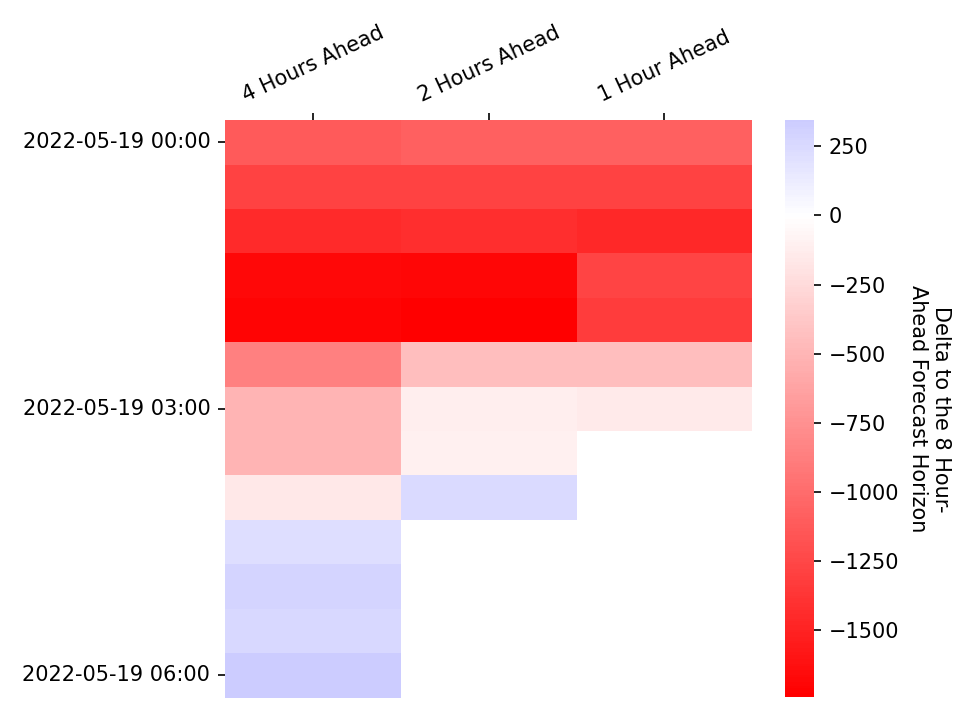 4 Hours Ahead
2 Hours Ahead
1 Hour Ahead
2022-05-19 00:00
2022-05-19 03:00
2022-05-19 06:00
250
0
−250
−500
−750
−1000
−1250
−1500
Delta to the 8 Hour-
Ahead Forecast Horizon